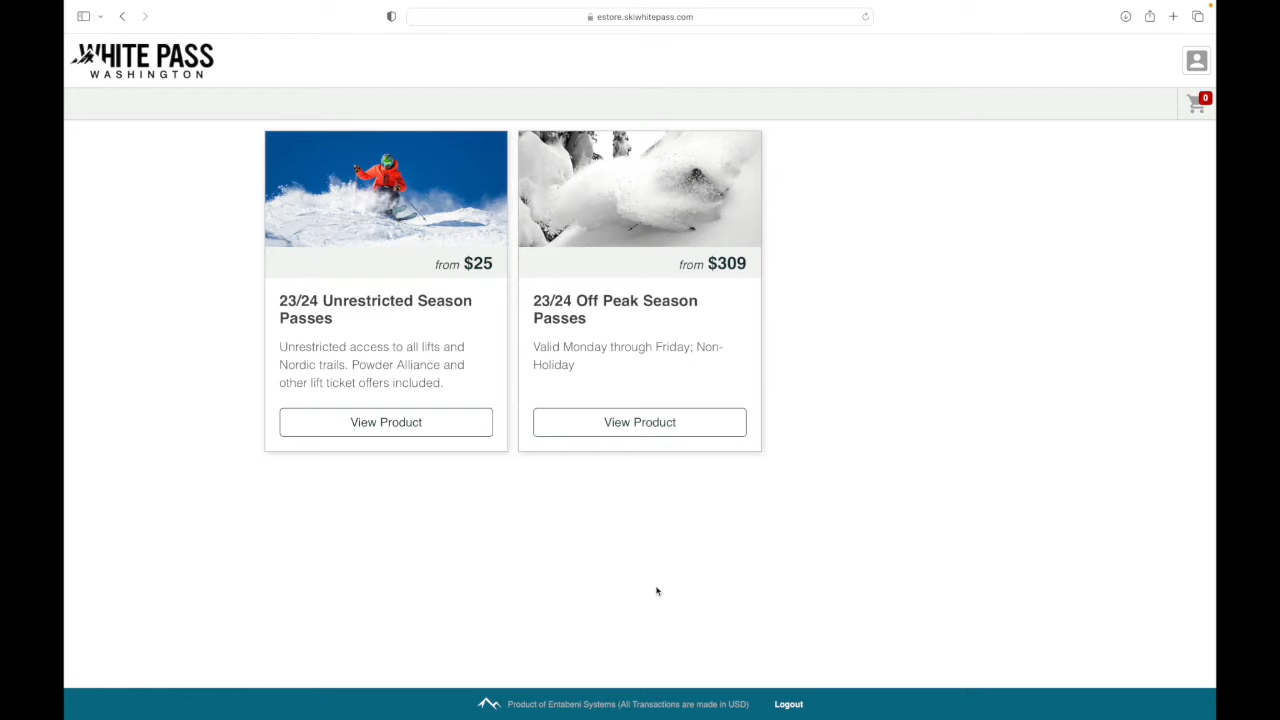 estore.skiwhitepass.com
WHITE PASS
WASHINGTON
0
from $25
23/24 Unrestricted Season
Passes
Unrestricted access to all lifts and
Nordic trails. Powder Alliance and
other lift ticket offers included.
View Product
from $309
23/24 Off Peak Season
Passes
Valid Monday through Friday; Non-
Holiday
View Product
Product of Entabeni Systems (All Transactions are made in USD)
Logout